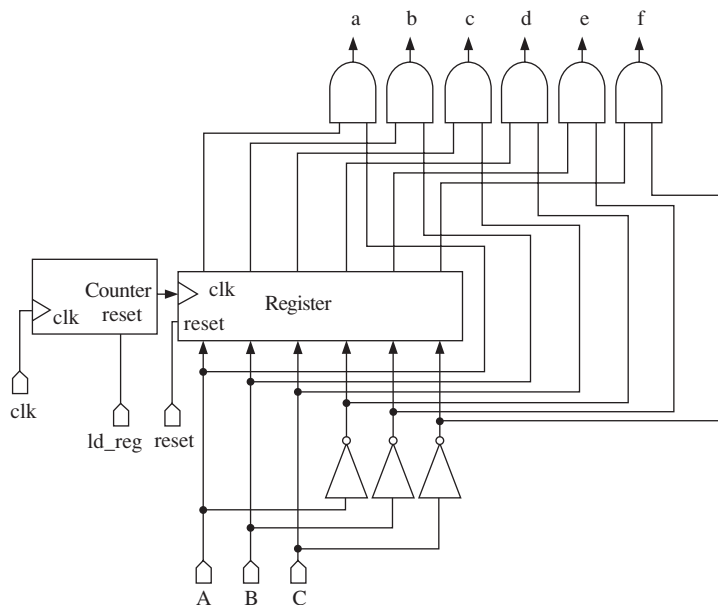 a b c d e f
Counter
clk
reset
clk
Register
reset
clk
ld_reg
reset
A B C